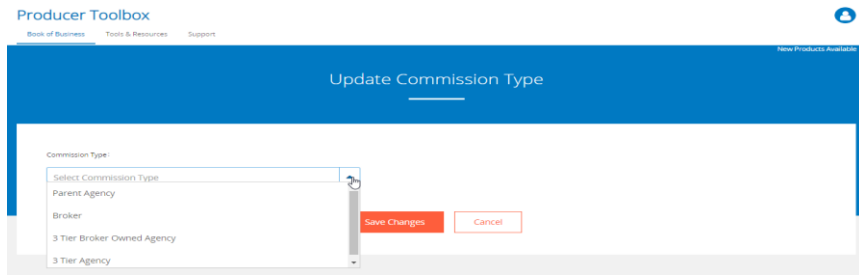 Producer Toolbox
Book of Business Tools & Resources Support
New Products Available
Update Commission Type
Commission Type:
Select Commission Type
Parent Agency
Broker
3 Tier Broker Owned Agency
3 Tier Agency
Save Changes Cancel